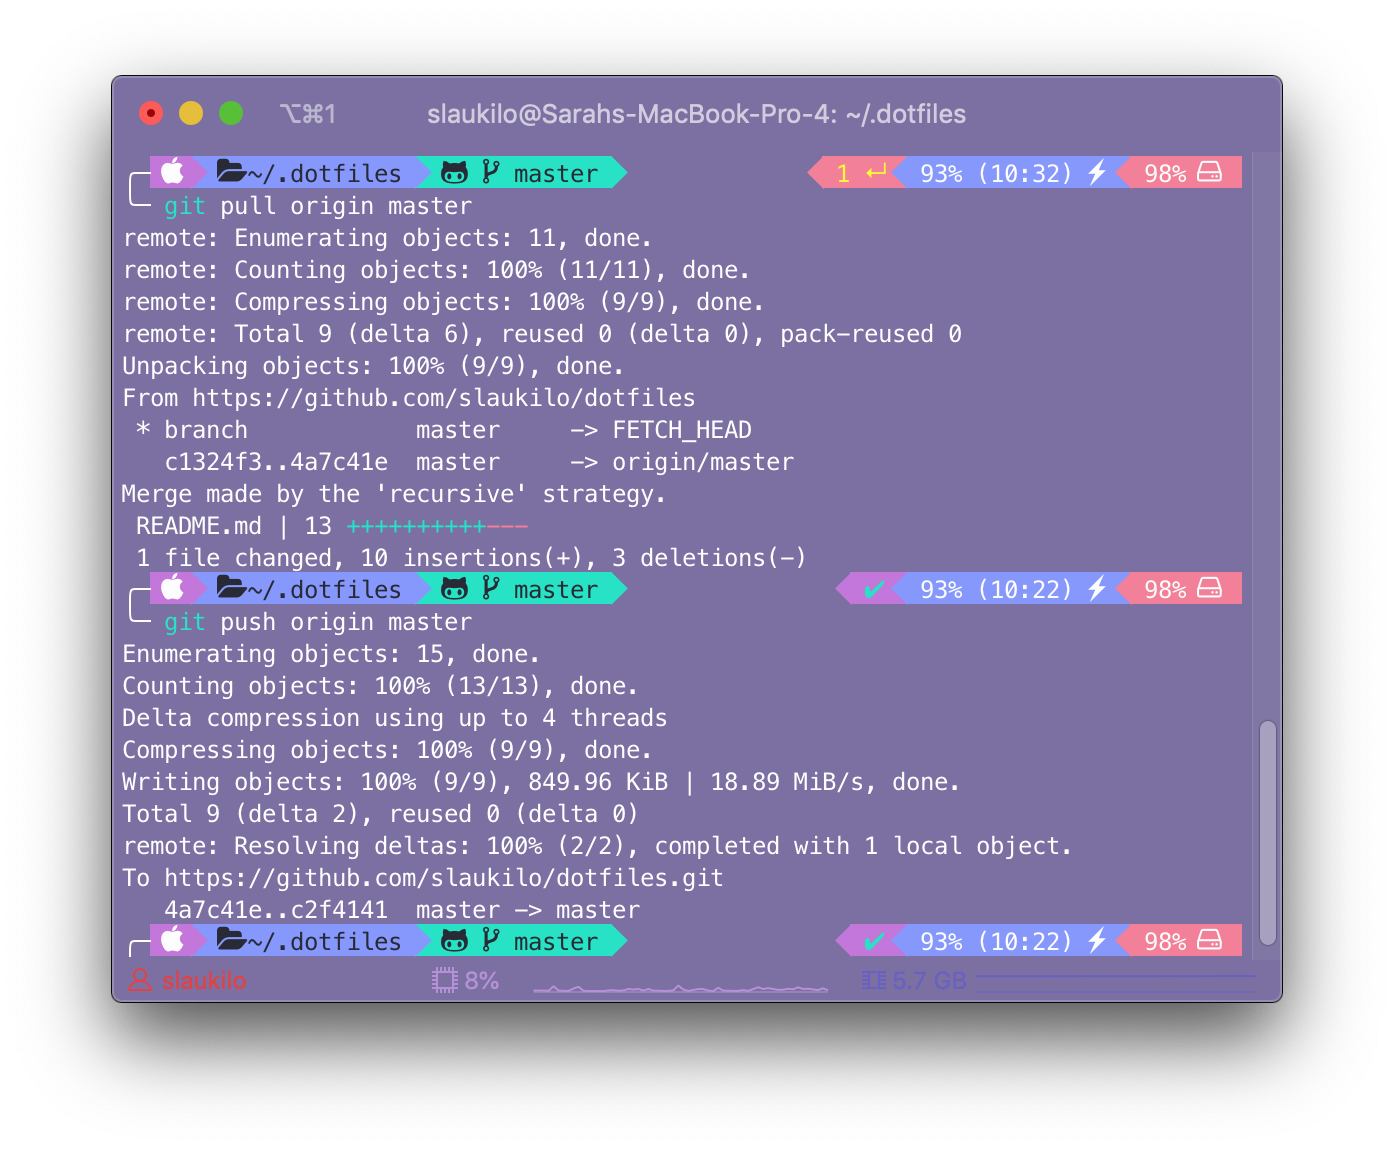 ⌥⌘1 slaukilo@Sarahs-MacBook-Pro-4: ~/.dotfiles
~/.dotfiles master 1 ↵ 93% (10:32) 98%
git pull origin master
remote: Enumerating objects: 11, done.
remote: Counting objects: 100% (11/11), done.
remote: Compressing objects: 100% (9/9), done.
remote: Total 9 (delta 6), reused 0 (delta 0), pack-reused 0
Unpacking objects: 100% (9/9), done.
From https://github.com/slaukilo/dotfiles
 * branch            master     -> FETCH_HEAD
   c1324f3..4a7c41e  master     -> origin/master
Merge made by the 'recursive' strategy.
 README.md | 13 ++++++++++---
 1 file changed, 10 insertions(+), 3 deletions(-)
~/.dotfiles master ✔ 93% (10:22) 98%
git push origin master
Enumerating objects: 15, done.
Counting objects: 100% (13/13), done.
Delta compression using up to 4 threads
Compressing objects: 100% (9/9), done.
Writing objects: 100% (9/9), 849.96 KiB | 18.89 MiB/s, done.
Total 9 (delta 2), reused 0 (delta 0)
remote: Resolving deltas: 100% (2/2), completed with 1 local object.
To https://github.com/slaukilo/dotfiles.git
   4a7c41e..c2f4141  master -> master
~/.dotfiles master ✔ 93% (10:22) 98%
slaukilo 8% 5.7 GB